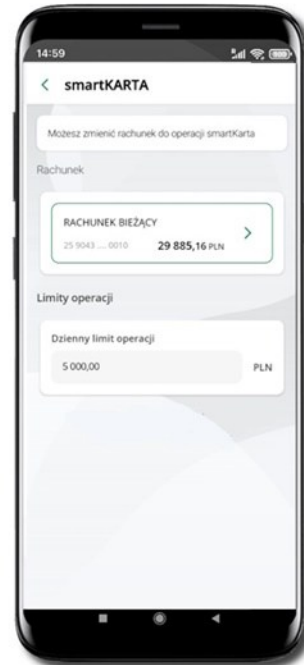 14:59
smartKARTA
Możesz zmienić rachunek do operacji smartKarta
Rachunek
RACHUNEK BIEŻĄCY
25 9043 .... 0010 29 885,16 PLN
Limity operacji
Dzienny limit operacji
5 000,00 PLN